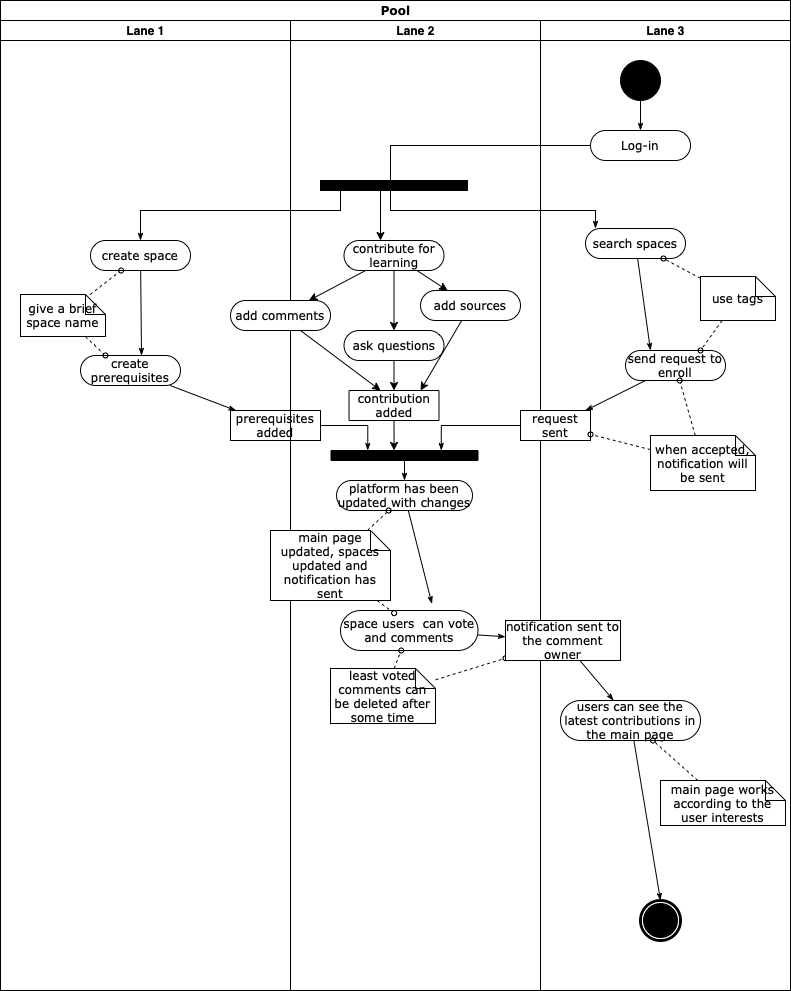 Pool
Lane 1
Lane 2
Lane 3
Log-in
create space
contribute for
learning
search spaces
give a brief
space name
add comments
add sources
use tags
ask questions
create
prerequisites
send request to
enroll
contribution
added
prerequisites
added
request
sent
when accepted,
notification will
be sent
platform has been
updated with changes
main page
updated, spaces
updated and
notification has
sent
space users  can vote
and comments
notification sent to
the comment
owner
least voted
comments can
be deleted after
some time
users can see the
latest contributions in
the main page
main page works
according to the
user interests